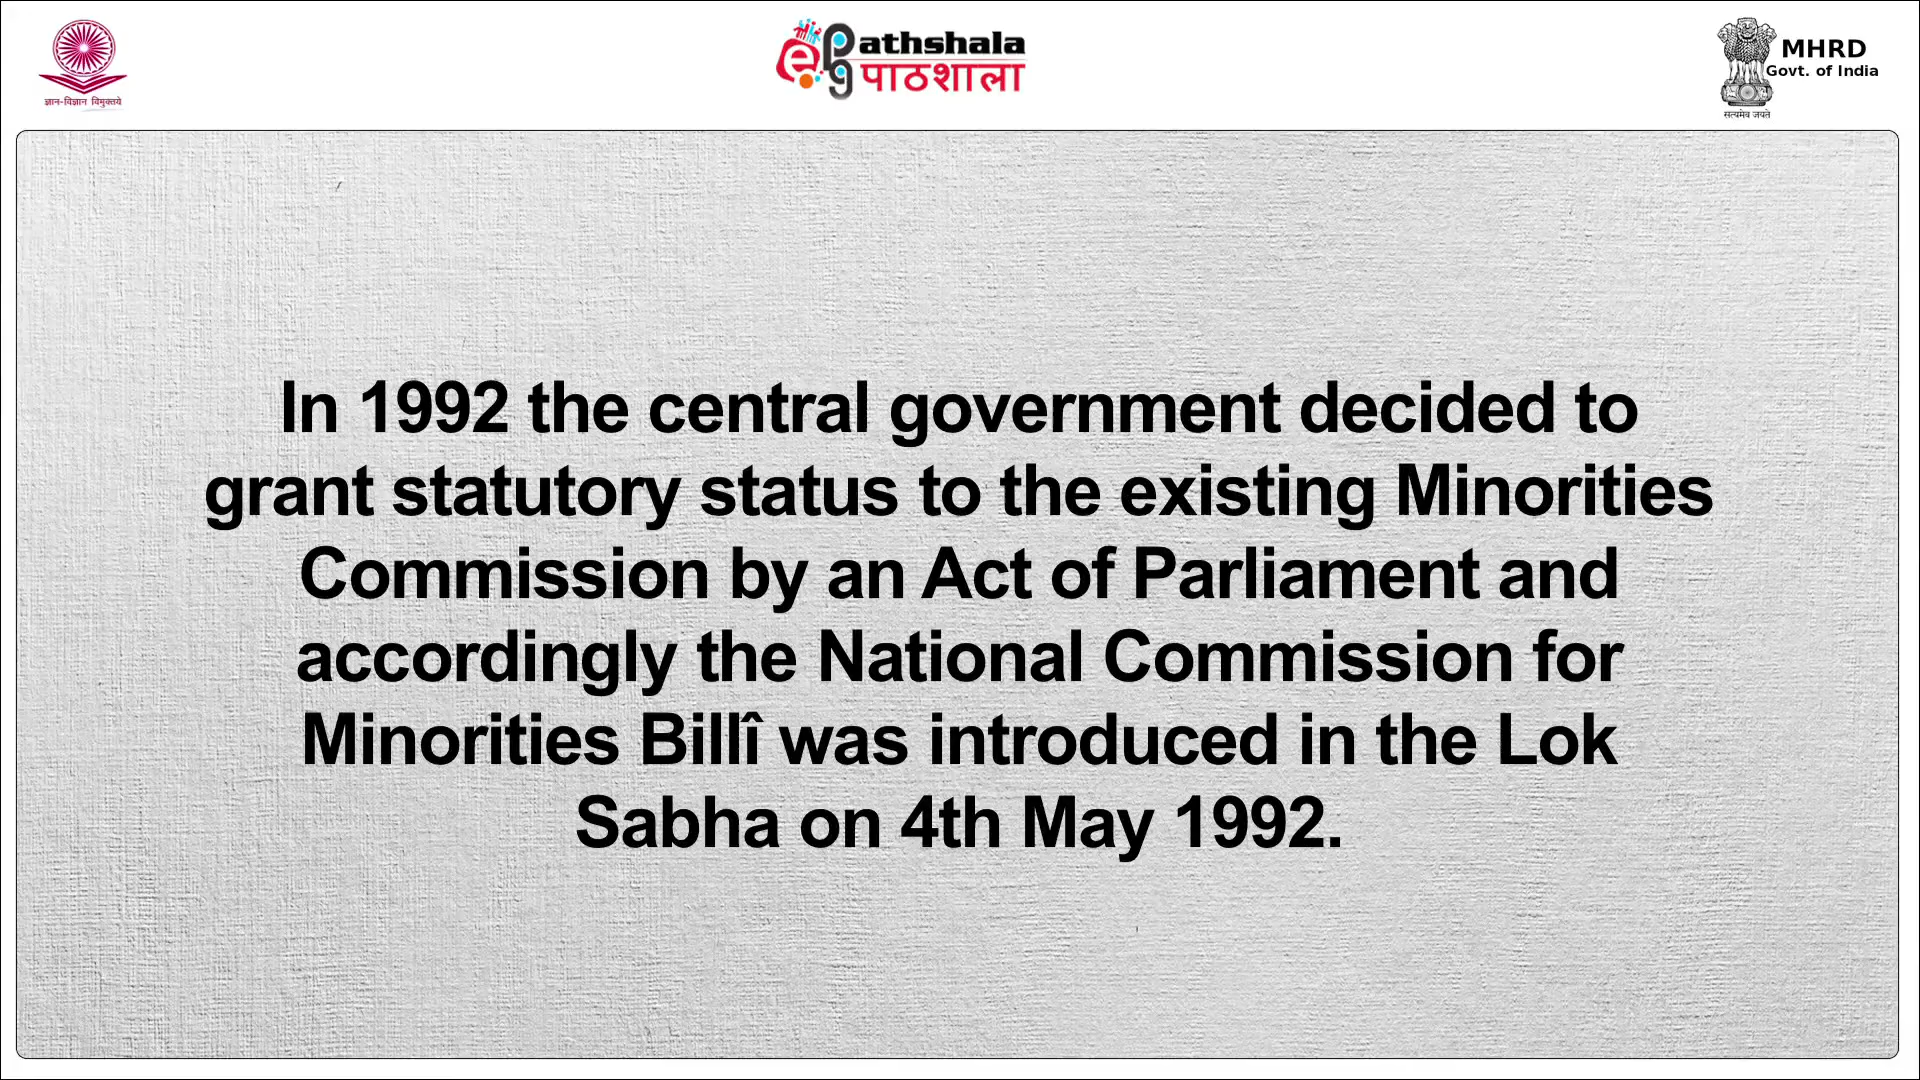 ज्ञान-विज्ञान विमुक्तये
e
pg
athshala
पाठशाला
MHRD
Govt. of India
सत्यमेव जयते
In 1992 the central government decided to
grant statutory status to the existing Minorities
Commission by an Act of Parliament and
accordingly the National Commission for
Minorities Billî was introduced in the Lok
Sabha on 4th May 1992.